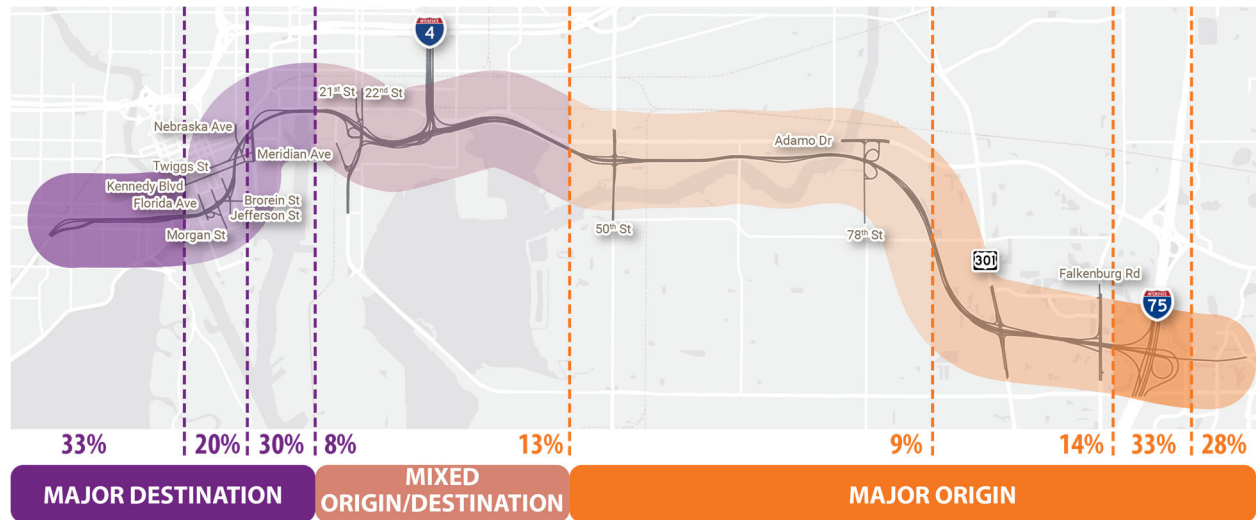 INTERSTATE
4
21st St
22nd St
Nebraska Ave
Meridian Ave
Adamo Dr
Twiggs St
Kennedy Blvd
Florida Ave
Brorein St
Jefferson St
Morgan St
50th St
78th St
301
Falkenburg Rd
INTERSTATE
75
33%
20%
30%
8%
13%
9%
14%
33%
28%
MAJOR DESTINATION
MIXED
ORIGIN/DESTINATION
MAJOR ORIGIN